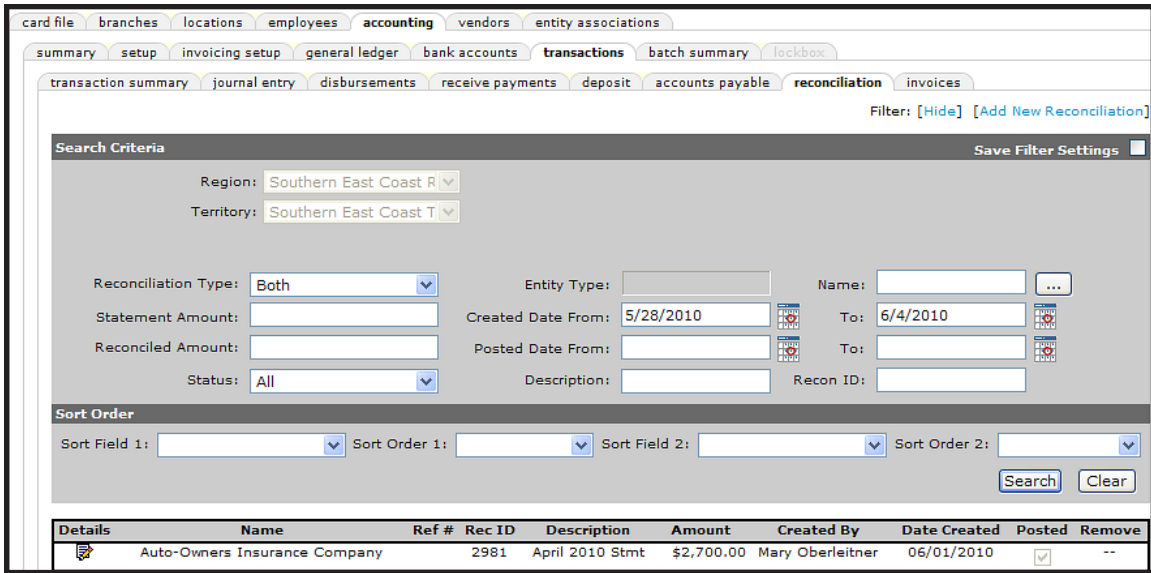 card file branches locations employees accounting vendors entity associations
summary setup invoicing setup general ledger bank accounts transactions batch summary lockbox
transaction summary journal entry disbursements receive payments deposit accounts payable reconciliation invoices
Filter: [Hide] [Add New Reconciliation]
Search Criteria Save Filter Settings
Region: Southern East Coast R
Territory: Southern East Coast T
Reconciliation Type: Both Entity Type: Name: ...
Statement Amount: Created Date From: 5/28/2010 To: 6/4/2010
Reconciled Amount: Posted Date From: To:
Status: All Description: Recon ID:
Sort Order
Sort Field 1: Sort Order 1: Sort Field 2: Sort Order 2:
Search Clear
Details Name Ref # Rec ID Description Amount Created By Date Created Posted Remove
Auto-Owners Insurance Company 2981 April 2010 Stmt $2,700.00 Mary Oberleitner 06/01/2010 --